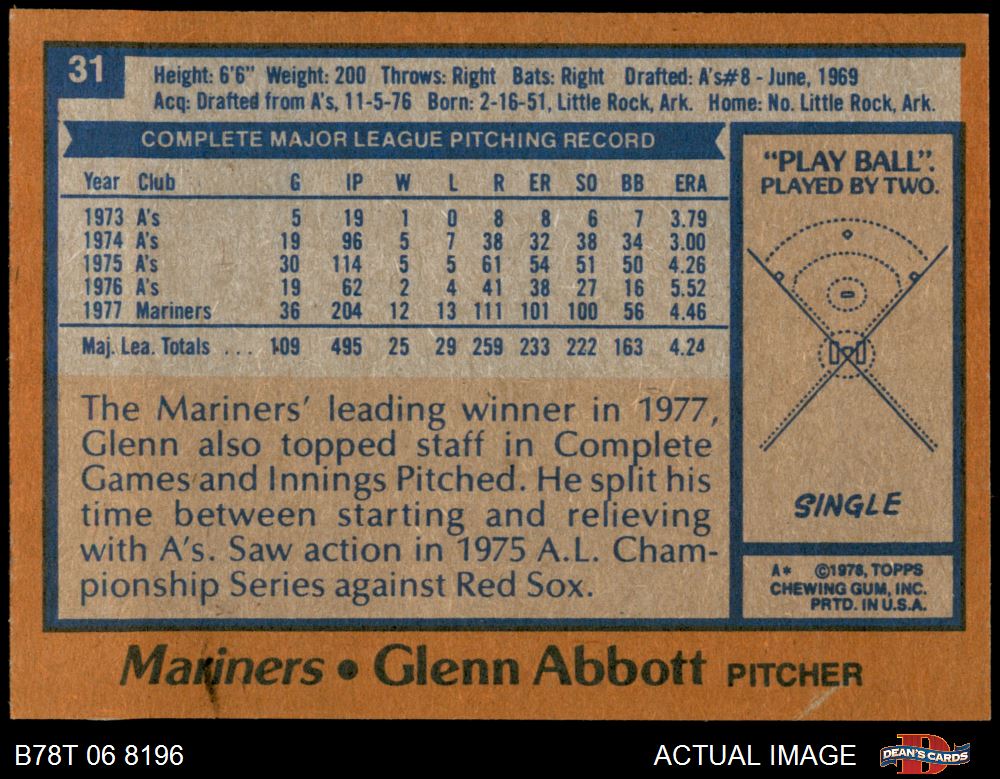 31
Height: 6'6" Weight: 200 Throws: Right Bats: Right Drafted: A's#8 - June, 1969
Acq: Drafted from A's, 11-5-76 Born: 2-16-51, Little Rock, Ark. Home: No. Little Rock, Ark.
COMPLETE MAJOR LEAGUE PITCHING RECORD
Year Club G IP W L R ER SO BB ERA
1973 A's 5 19 1 0 8 8 6 7 3.79
1974 A's 19 96 5 7 38 32 38 34 3.00
1975 A's 30 114 5 5 61 54 51 50 4.26
1976 A's 19 62 2 4 41 38 27 16 5.52
1977 Mariners 36 204 12 13 111 101 100 56 4.46
Maj. Lea. Totals ... 109 495 25 29 259 233 222 163 4.24
The Mariners' leading winner in 1977,
Glenn also topped staff in Complete
Games and Innings Pitched. He split his
time between starting and relieving
with A's. Saw action in 1975 A.L. Cham-
pionship Series against Red Sox.
"PLAY BALL".
PLAYED BY TWO.
SINGLE
A* ©1978, TOPPS
CHEWING GUM, INC.
PRTD. IN U.S.A.
Mariners • Glenn Abbott PITCHER
B78T 06 8196
ACTUAL IMAGE
DEAN'S CARDS